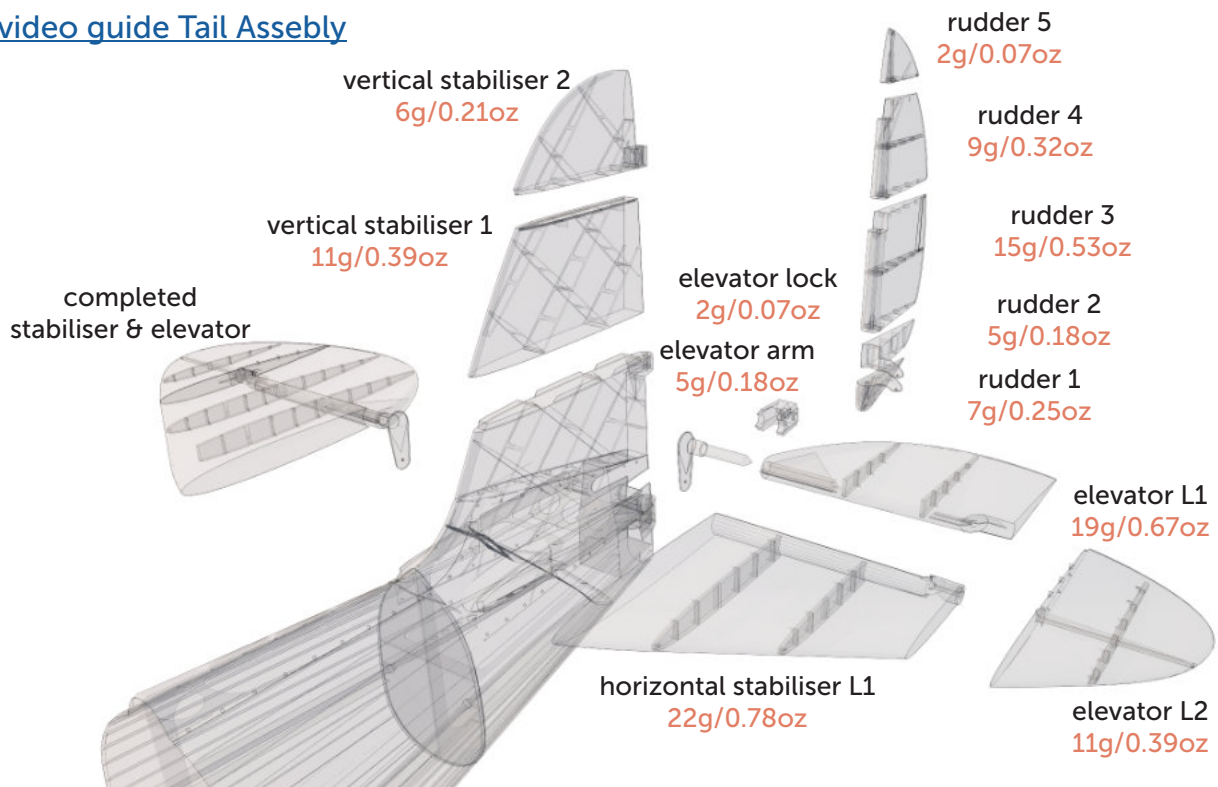 video guide Tail Assebly
rudder 5
2g/0.07oz
vertical stabiliser 2
6g/0.21oz
rudder 4
9g/0.32oz
vertical stabiliser 1
11g/0.39oz
rudder 3
15g/0.53oz
elevator lock
2g/0.07oz
completed
stabiliser & elevator
rudder 2
5g/0.18oz
elevator arm
5g/0.18oz
rudder 1
7g/0.25oz
elevator L1
19g/0.67oz
horizontal stabiliser L1
22g/0.78oz
elevator L2
11g/0.39oz